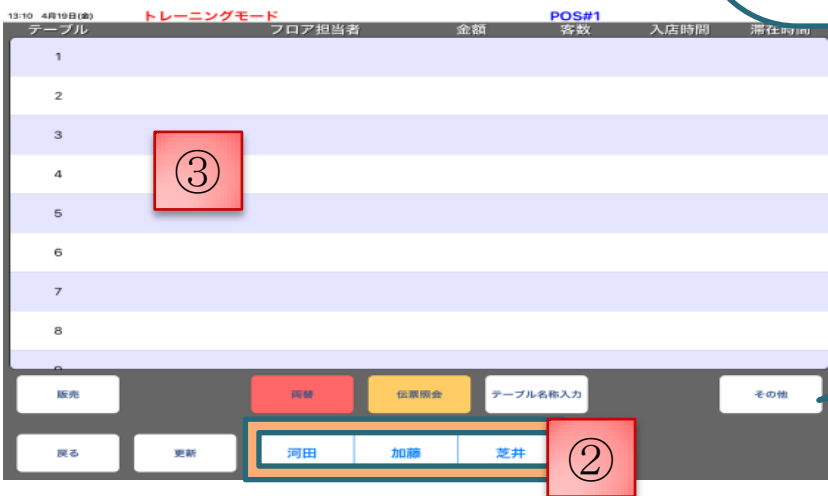 13:10 4月19日(金) トレーニングモード POS#1
テーブル フロア担当者 金額 客数 入店時間 滞在時間
1
2
3
③
4
5
6
7
8
販売 両替 伝票照会 テーブル名称入力 その他
戻る 更新 河田 加藤 芝井 ②